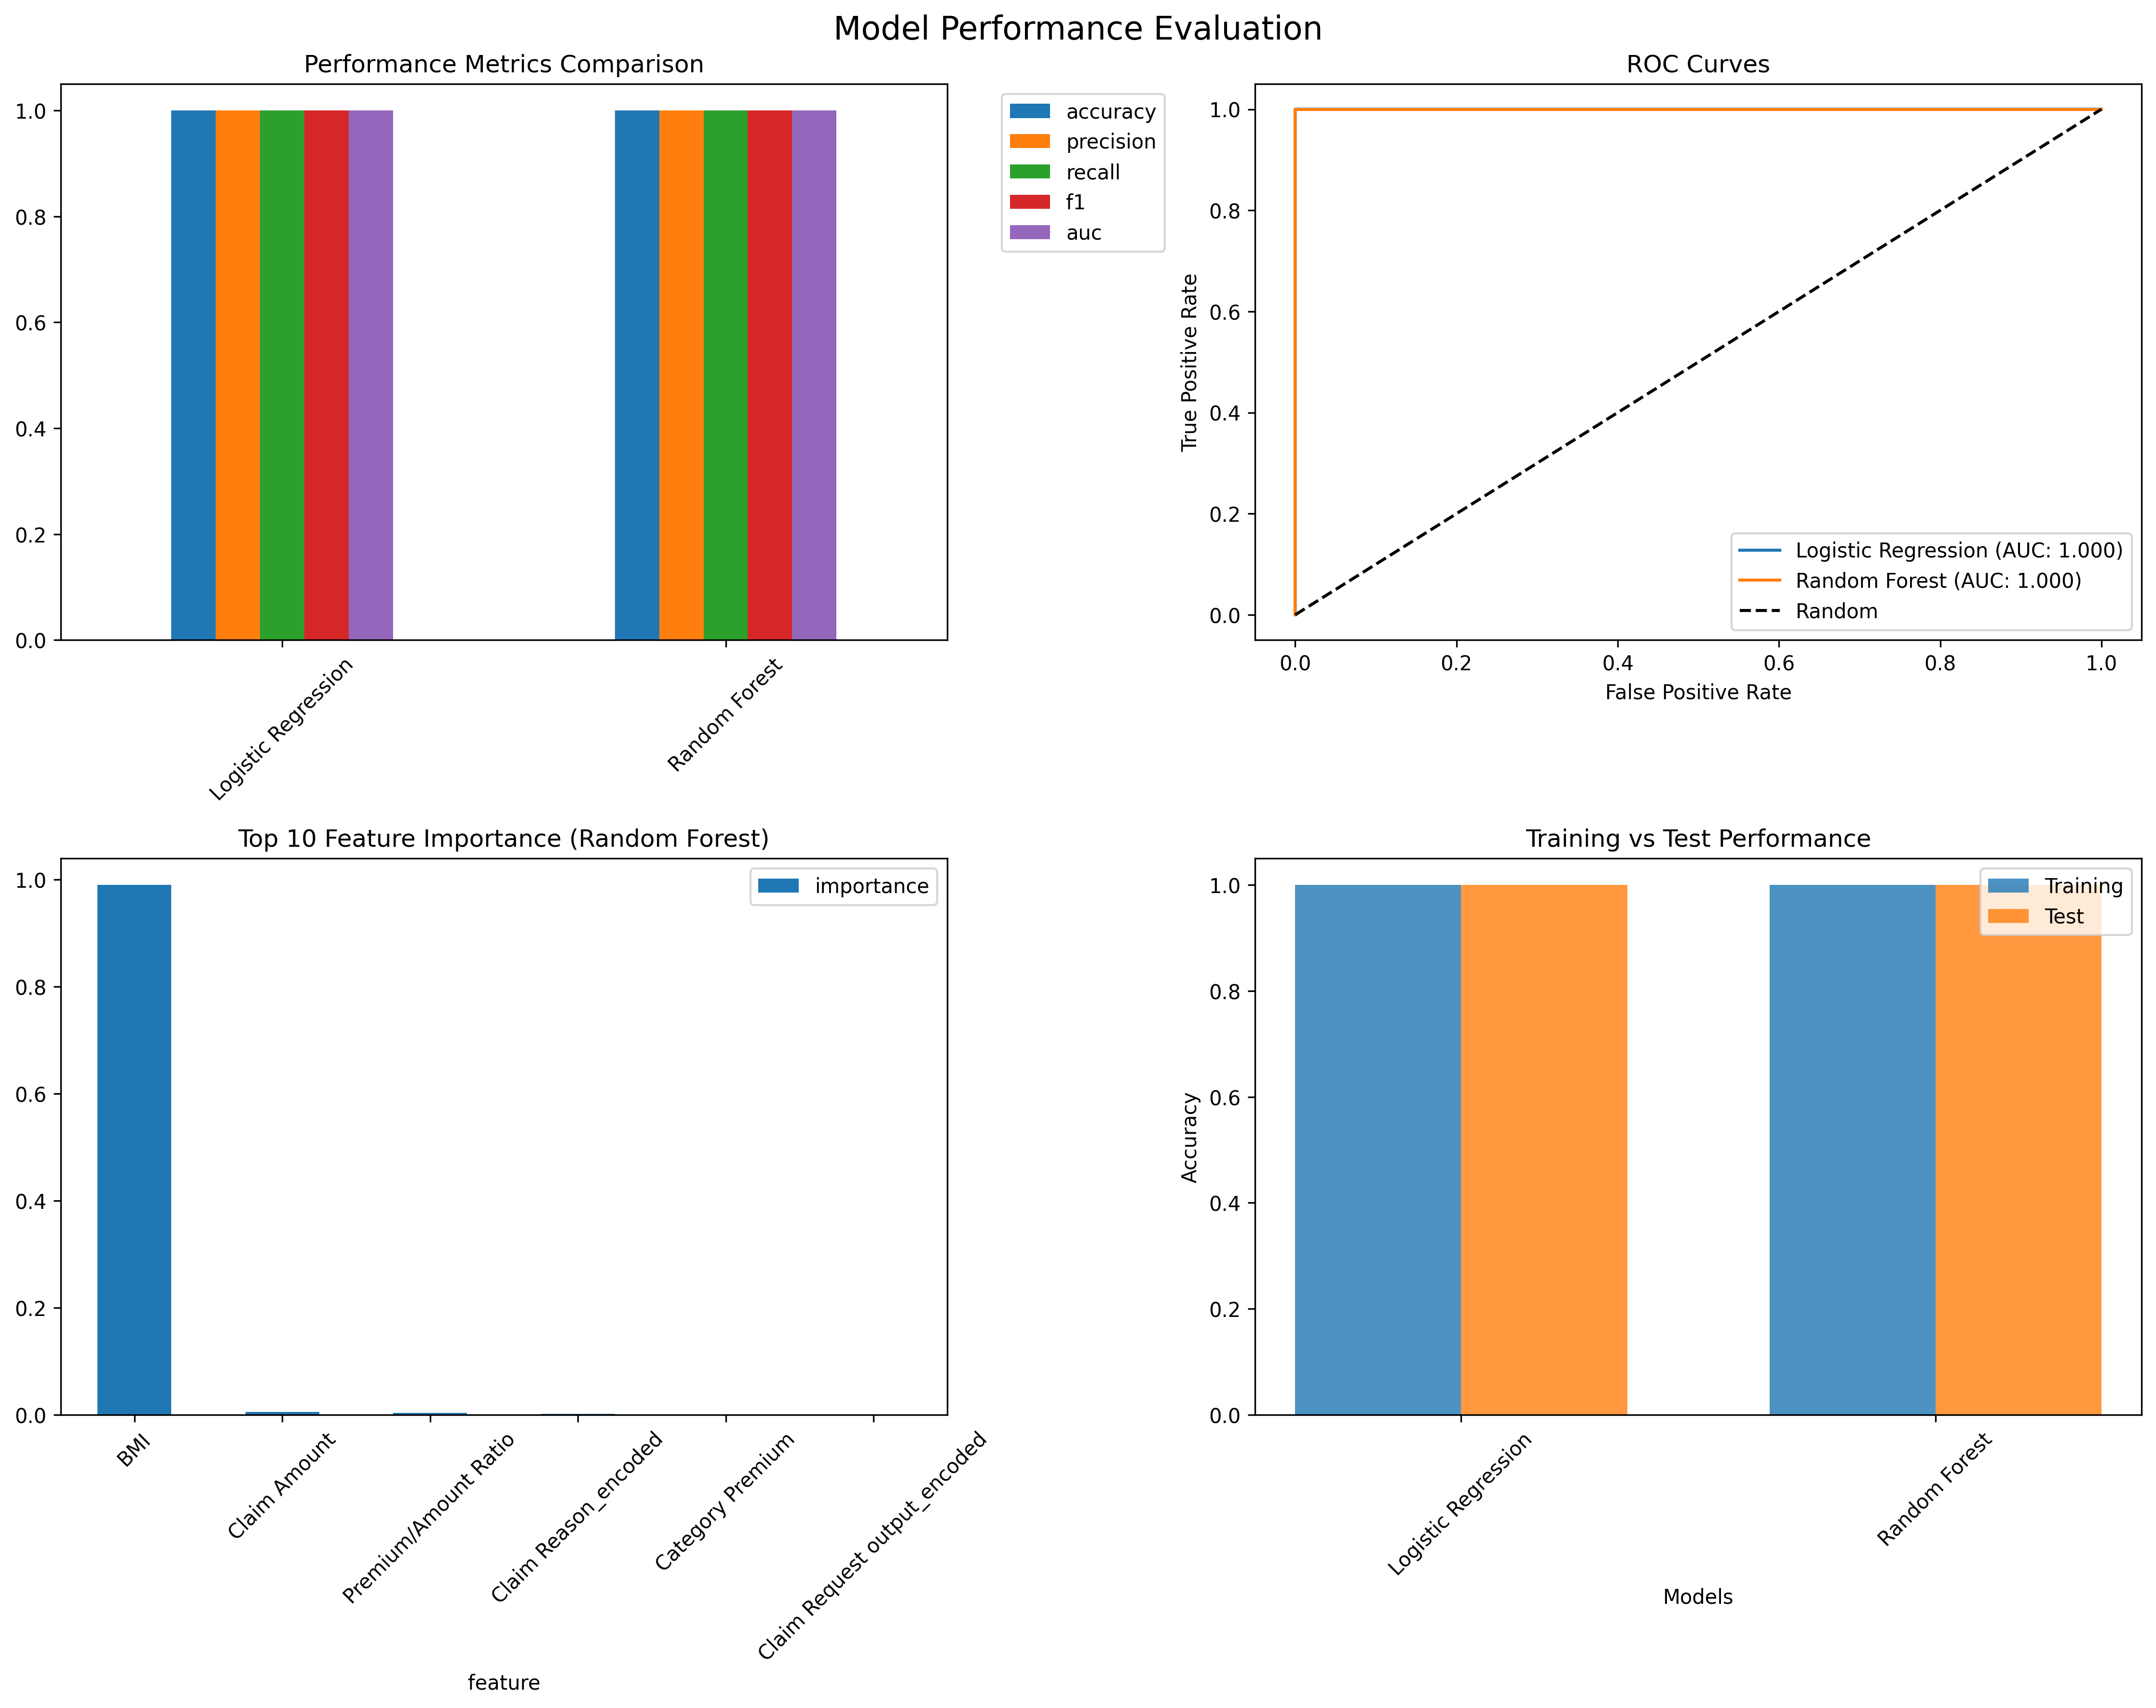 Model Performance Evaluation
Performance Metrics Comparison
1.0
0.8
0.6
0.4
0.2
0.0
Logistic Regression
Random Forest
accuracy
precision
recall
f1
auc
ROC Curves
True Positive Rate
1.0
0.8
0.6
0.4
0.2
0.0
Logistic Regression (AUC: 1.000)
Random Forest (AUC: 1.000)
Random
0.0 0.2 0.4 0.6 0.8 1.0
False Positive Rate
Top 10 Feature Importance (Random Forest)
1.0
0.8
0.6
0.4
0.2
0.0
importance
BMI
Claim Amount
Premium/Amount Ratio
Claim Reason_encoded
Category Premium
Claim Request output_encoded
feature
Training vs Test Performance
Accuracy
1.0
0.8
0.6
0.4
0.2
0.0
Training
Test
Logistic Regression
Random Forest
Models